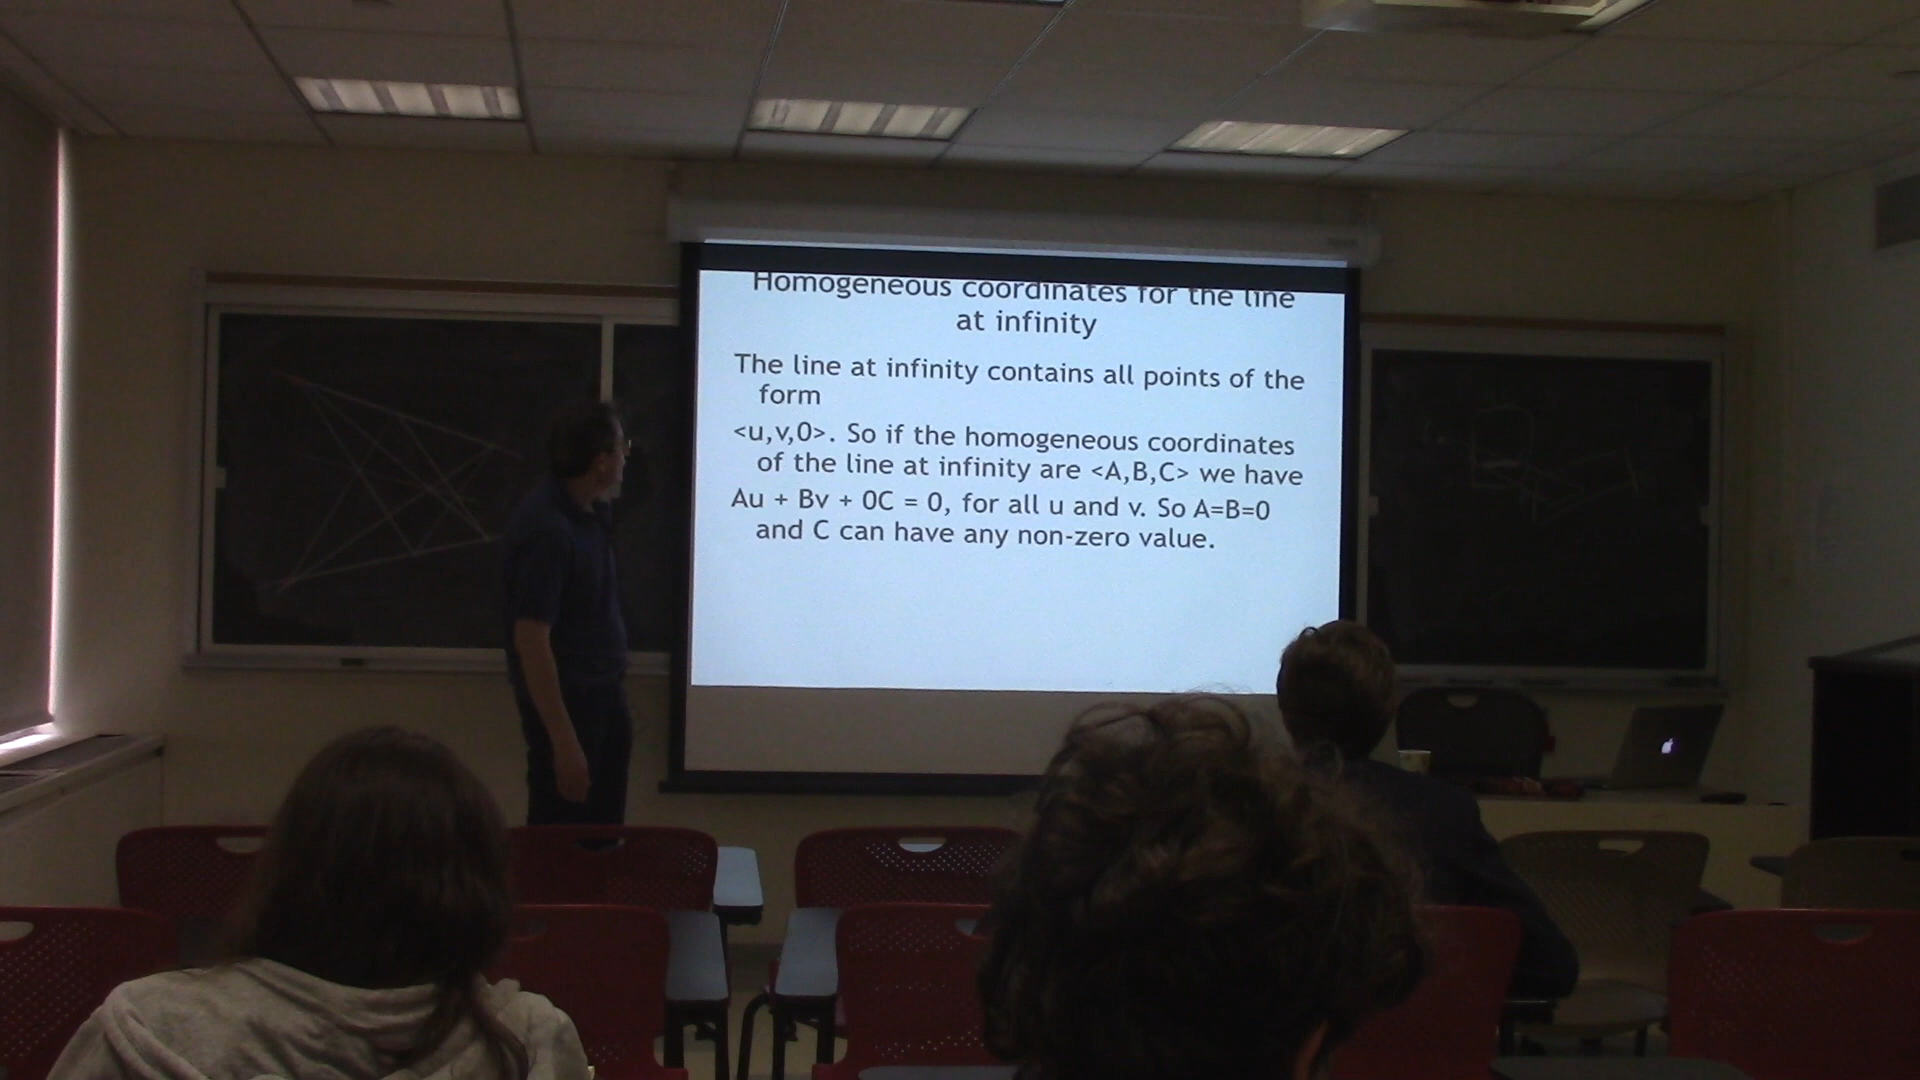 Homogeneous coordinates for the line
at infinity
The line at infinity contains all points of the
form
<u,v,0>. So if the homogeneous coordinates
of the line at infinity are <A,B,C> we have
Au + Bv + 0C = 0, for all u and v. So A=B=0
and C can have any non-zero value.